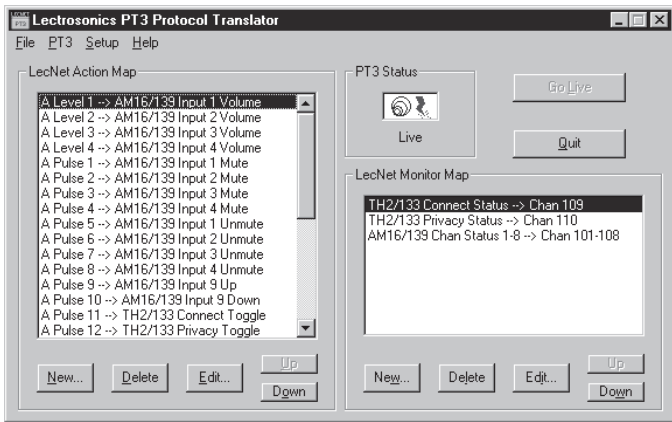 Lectrosonics PT3 Protocol Translator
File PT3 Setup Help
LecNet Action Map
A Level 1 --> AM16/139 Input 1 Volume
A Level 2 --> AM16/139 Input 2 Volume
A Level 3 --> AM16/139 Input 3 Volume
A Level 4 --> AM16/139 Input 4 Volume
A Pulse 1 --> AM16/139 Input 1 Mute
A Pulse 2 --> AM16/139 Input 2 Mute
A Pulse 3 --> AM16/139 Input 3 Mute
A Pulse 4 --> AM16/139 Input 4 Mute
A Pulse 5 --> AM16/139 Input 1 Unmute
A Pulse 6 --> AM16/139 Input 2 Unmute
A Pulse 7 --> AM16/139 Input 3 Unmute
A Pulse 8 --> AM16/139 Input 4 Unmute
A Pulse 9 --> AM16/139 Input 9 Up
A Pulse 10 --> AM16/139 Input 9 Down
A Pulse 11 --> TH2/133 Connect Toggle
A Pulse 12 --> TH2/133 Privacy Toggle
New... Delete Edit... Up
Down
PT3 Status
Live
Go Live
Quit
LecNet Monitor Map
TH2/133 Connect Status --> Chan 109
TH2/133 Privacy Status --> Chan 110
AM16/139 Chan Status 1-8 --> Chan 101-108
New... Delete Edit... Up
Down